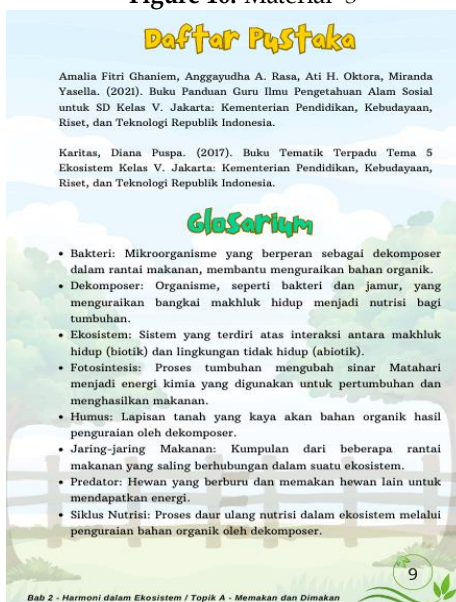 Figure 10. Material 5
Daftar Pustaka
Amalia Fitri Ghaniem, Anggayudha A. Rasa, Ati H. Oktora, Miranda
Yasella. (2021). Buku Panduan Guru Ilmu Pengetahuan Alam Sosial
untuk SD Kelas V. Jakarta: Kementerian Pendidikan, Kebudayaan,
Riset, dan Teknologi Republik Indonesia.
Karitas, Diana Puspa. (2017). Buku Tematik Terpadu Tema 5
Ekosistem Kelas V. Jakarta: Kementerian Pendidikan, Kebudayaan,
Riset, dan Teknologi Republik Indonesia.
Glosarium
• Bakteri: Mikroorganisme yang berperan sebagai dekomposer
dalam rantai makanan, membantu menguraikan bahan organik.
• Dekomposer: Organisme, seperti bakteri dan jamur, yang
menguraikan bangkai makhluk hidup menjadi nutrisi bagi
tumbuhan.
• Ekosistem: Sistem yang terdiri atas interaksi antara makhluk
hidup (biotik) dan lingkungan tidak hidup (abiotik).
• Fotosintesis: Proses tumbuhan mengubah sinar Matahari
menjadi energi kimia yang digunakan untuk pertumbuhan dan
menghasilkan makanan.
• Humus: Lapisan tanah yang kaya akan bahan organik hasil
penguraian oleh dekomposer.
• Jaring-jaring Makanan: Kumpulan dari beberapa rantai
makanan yang saling berhubungan dalam suatu ekosistem.
• Predator: Hewan yang berburu dan memakan hewan lain untuk
mendapatkan energi.
• Siklus Nutrisi: Proses daur ulang nutrisi dalam ekosistem melalui
penguraian bahan organik oleh dekomposer.
9
Bab 2 - Harmoni dalam Ekosistem / Topik A - Memakan dan Dimakan